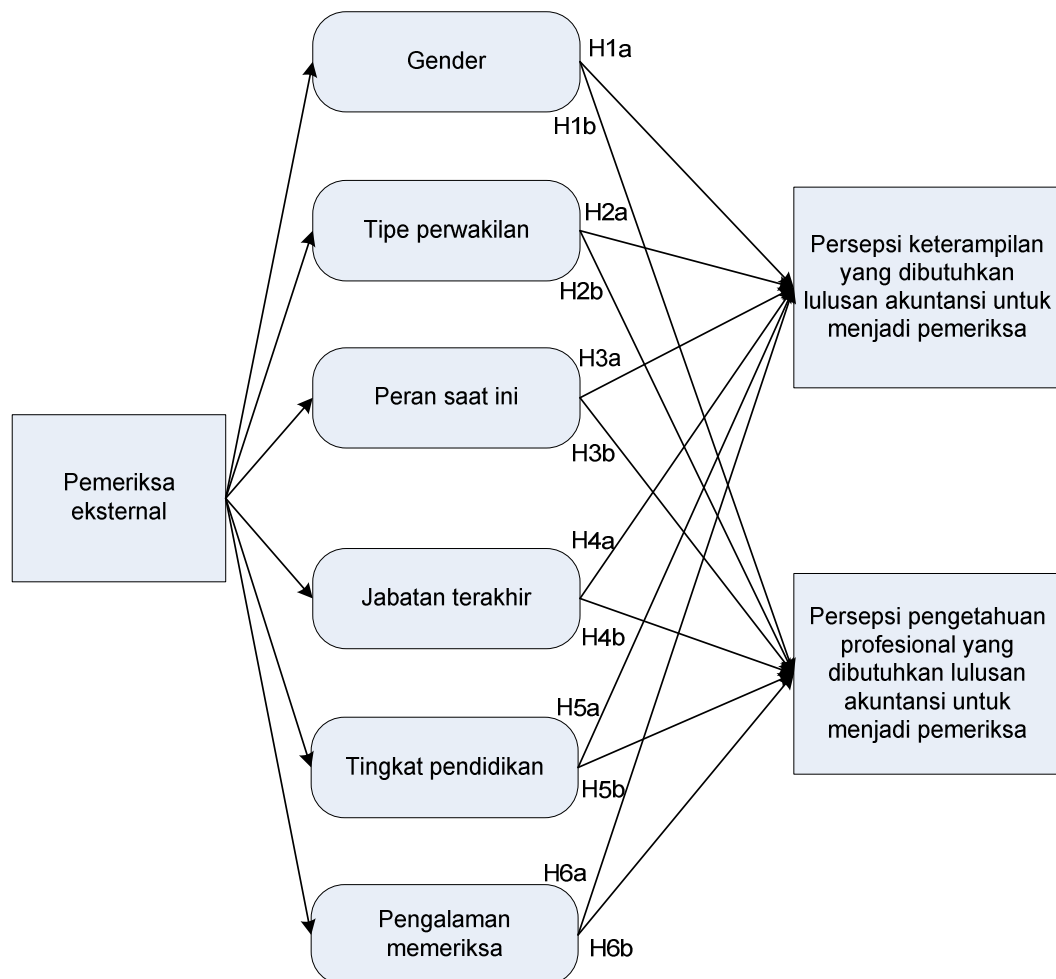 Gender
H1a
H1b
Tipe perwakilan
H2a
H2b
Persepsi keterampilan
yang dibutuhkan
lulusan akuntansi untuk
menjadi pemeriksa
Peran saat ini
H3a
H3b
Pemeriksa
eksternal
Jabatan terakhir
H4a
H4b
Persepsi pengetahuan
profesional yang
dibutuhkan lulusan
akuntansi untuk
menjadi pemeriksa
Tingkat pendidikan
H5a
H5b
Pengalaman
memeriksa
H6a
H6b